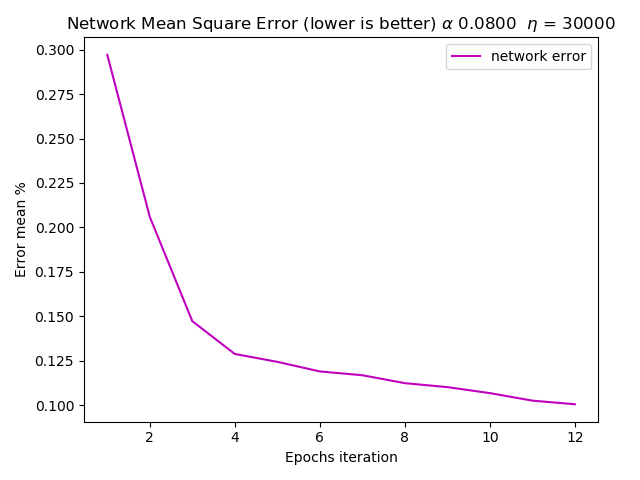 Network Mean Square Error (lower is better) α 0.0800 η = 30000
network error
0.300
0.275
0.250
0.225
0.200
0.175
0.150
0.125
0.100
Error mean %
2 4 6 8 10 12
Epochs iteration